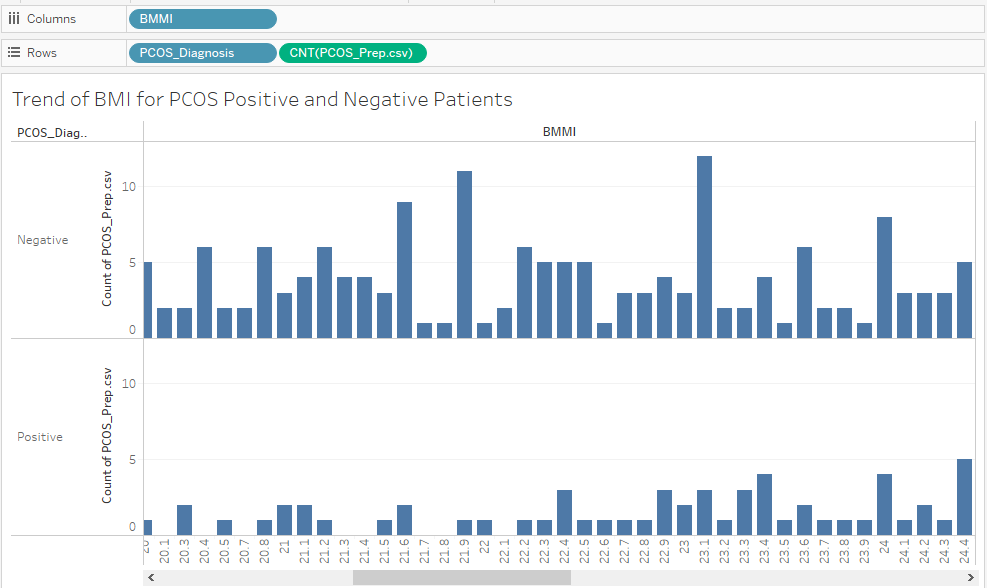 Columns BMMI
Rows PCOS_Diagnosis CNT(PCOS_Prep.csv)
Trend of BMI for PCOS Positive and Negative Patients
PCOS_Diag..
BMMI
Negative
Count of PCOS_Prep.csv
10
5
0
Positive
Count of PCOS_Prep.csv
10
5
0
20 20.1 20.3 20.4 20.5 20.7 20.8 21 21.1 21.2 21.3 21.4 21.5 21.6 21.7 21.8 21.9 22 22.1 22.2 22.3 22.4 22.5 22.6 22.7 22.8 22.9 23 23.1 23.2 23.3 23.4 23.5 23.6 23.7 23.8 23.9 24 24.1 24.2 24.3 24.4